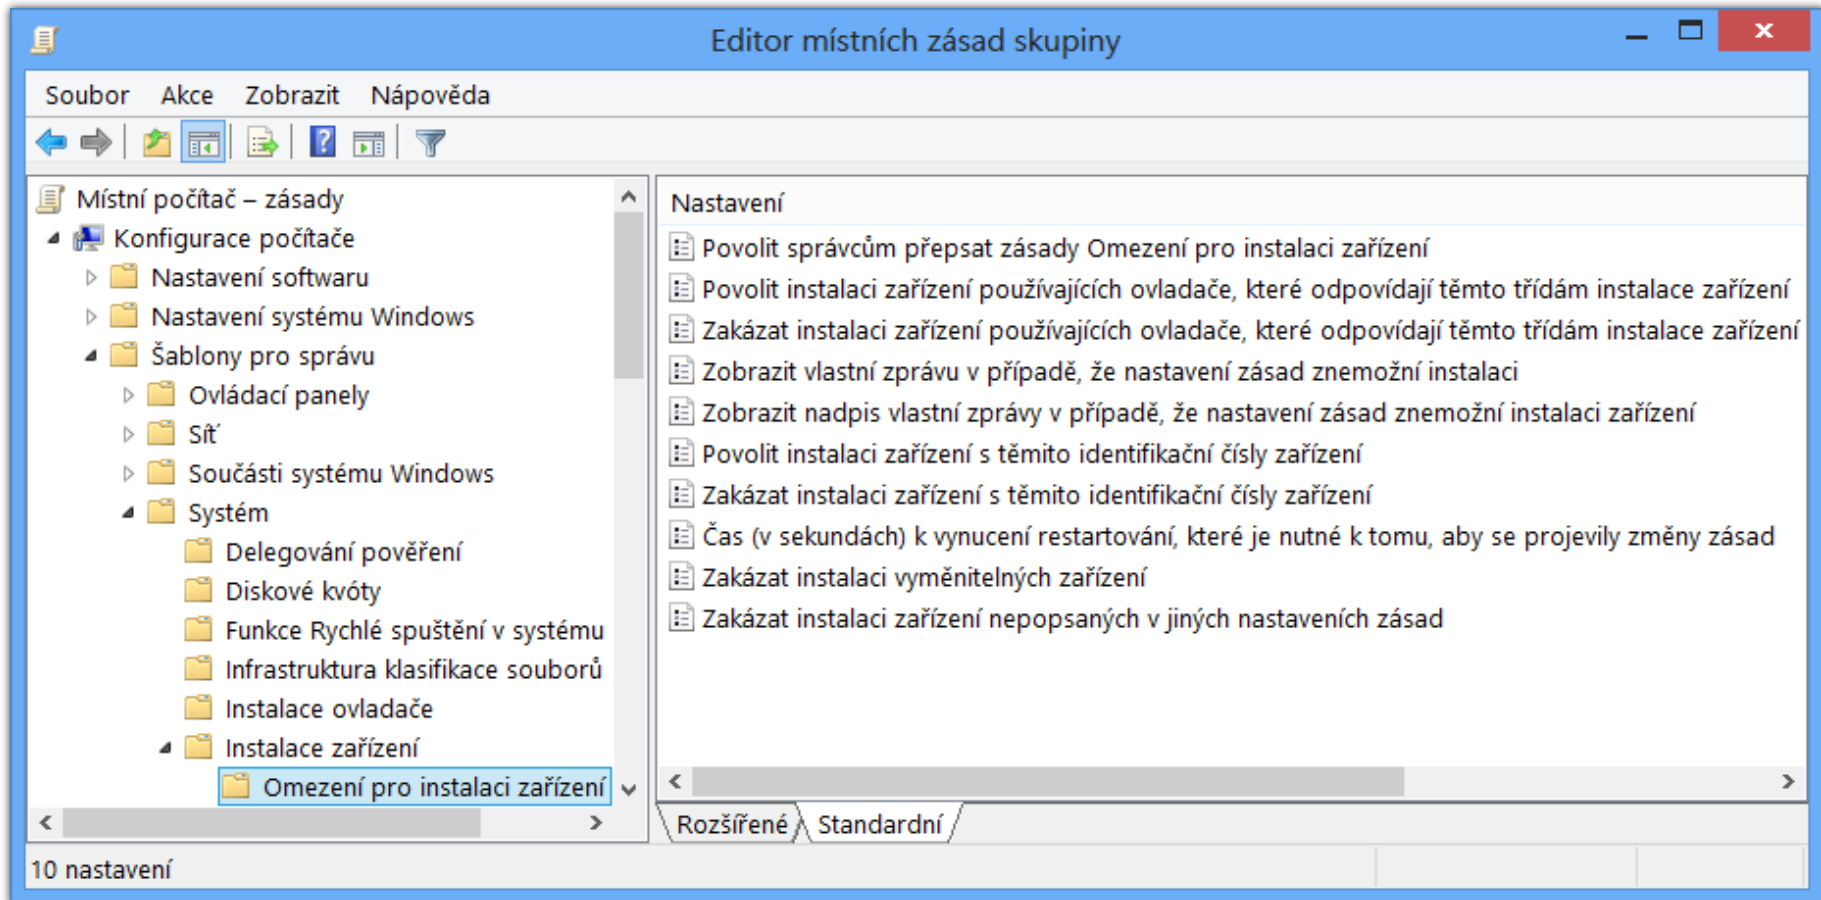 Editor místních zásad skupiny
Soubor Akce Zobrazit Nápověda
Místní počítač – zásady
Konfigurace počítače
Nastavení softwaru
Nastavení systému Windows
Šablony pro správu
Ovládací panely
Síť
Součásti systému Windows
Systém
Delegování pověření
Diskové kvóty
Funkce Rychlé spuštění v systému
Infrastruktura klasifikace souborů
Instalace ovladače
Instalace zařízení
Omezení pro instalaci zařízení
Nastavení
Povolit správcům přepsat zásady Omezení pro instalaci zařízení
Povolit instalaci zařízení používajících ovladače, které odpovídají těmto třídám instalace zařízení
Zakázat instalaci zařízení používajících ovladače, které odpovídají těmto třídám instalace zařízení
Zobrazit vlastní zprávu v případě, že nastavení zásad znemožní instalaci
Zobrazit nadpis vlastní zprávy v případě, že nastavení zásad znemožní instalaci zařízení
Povolit instalaci zařízení s těmito identifikační čísly zařízení
Zakázat instalaci zařízení s těmito identifikační čísly zařízení
Čas (v sekundách) k vynucení restartování, které je nutné k tomu, aby se projevily změny zásad
Zakázat instalaci vyměnitelných zařízení
Zakázat instalaci zařízení nepopsaných v jiných nastaveních zásad
Rozšířené Standardní
10 nastavení